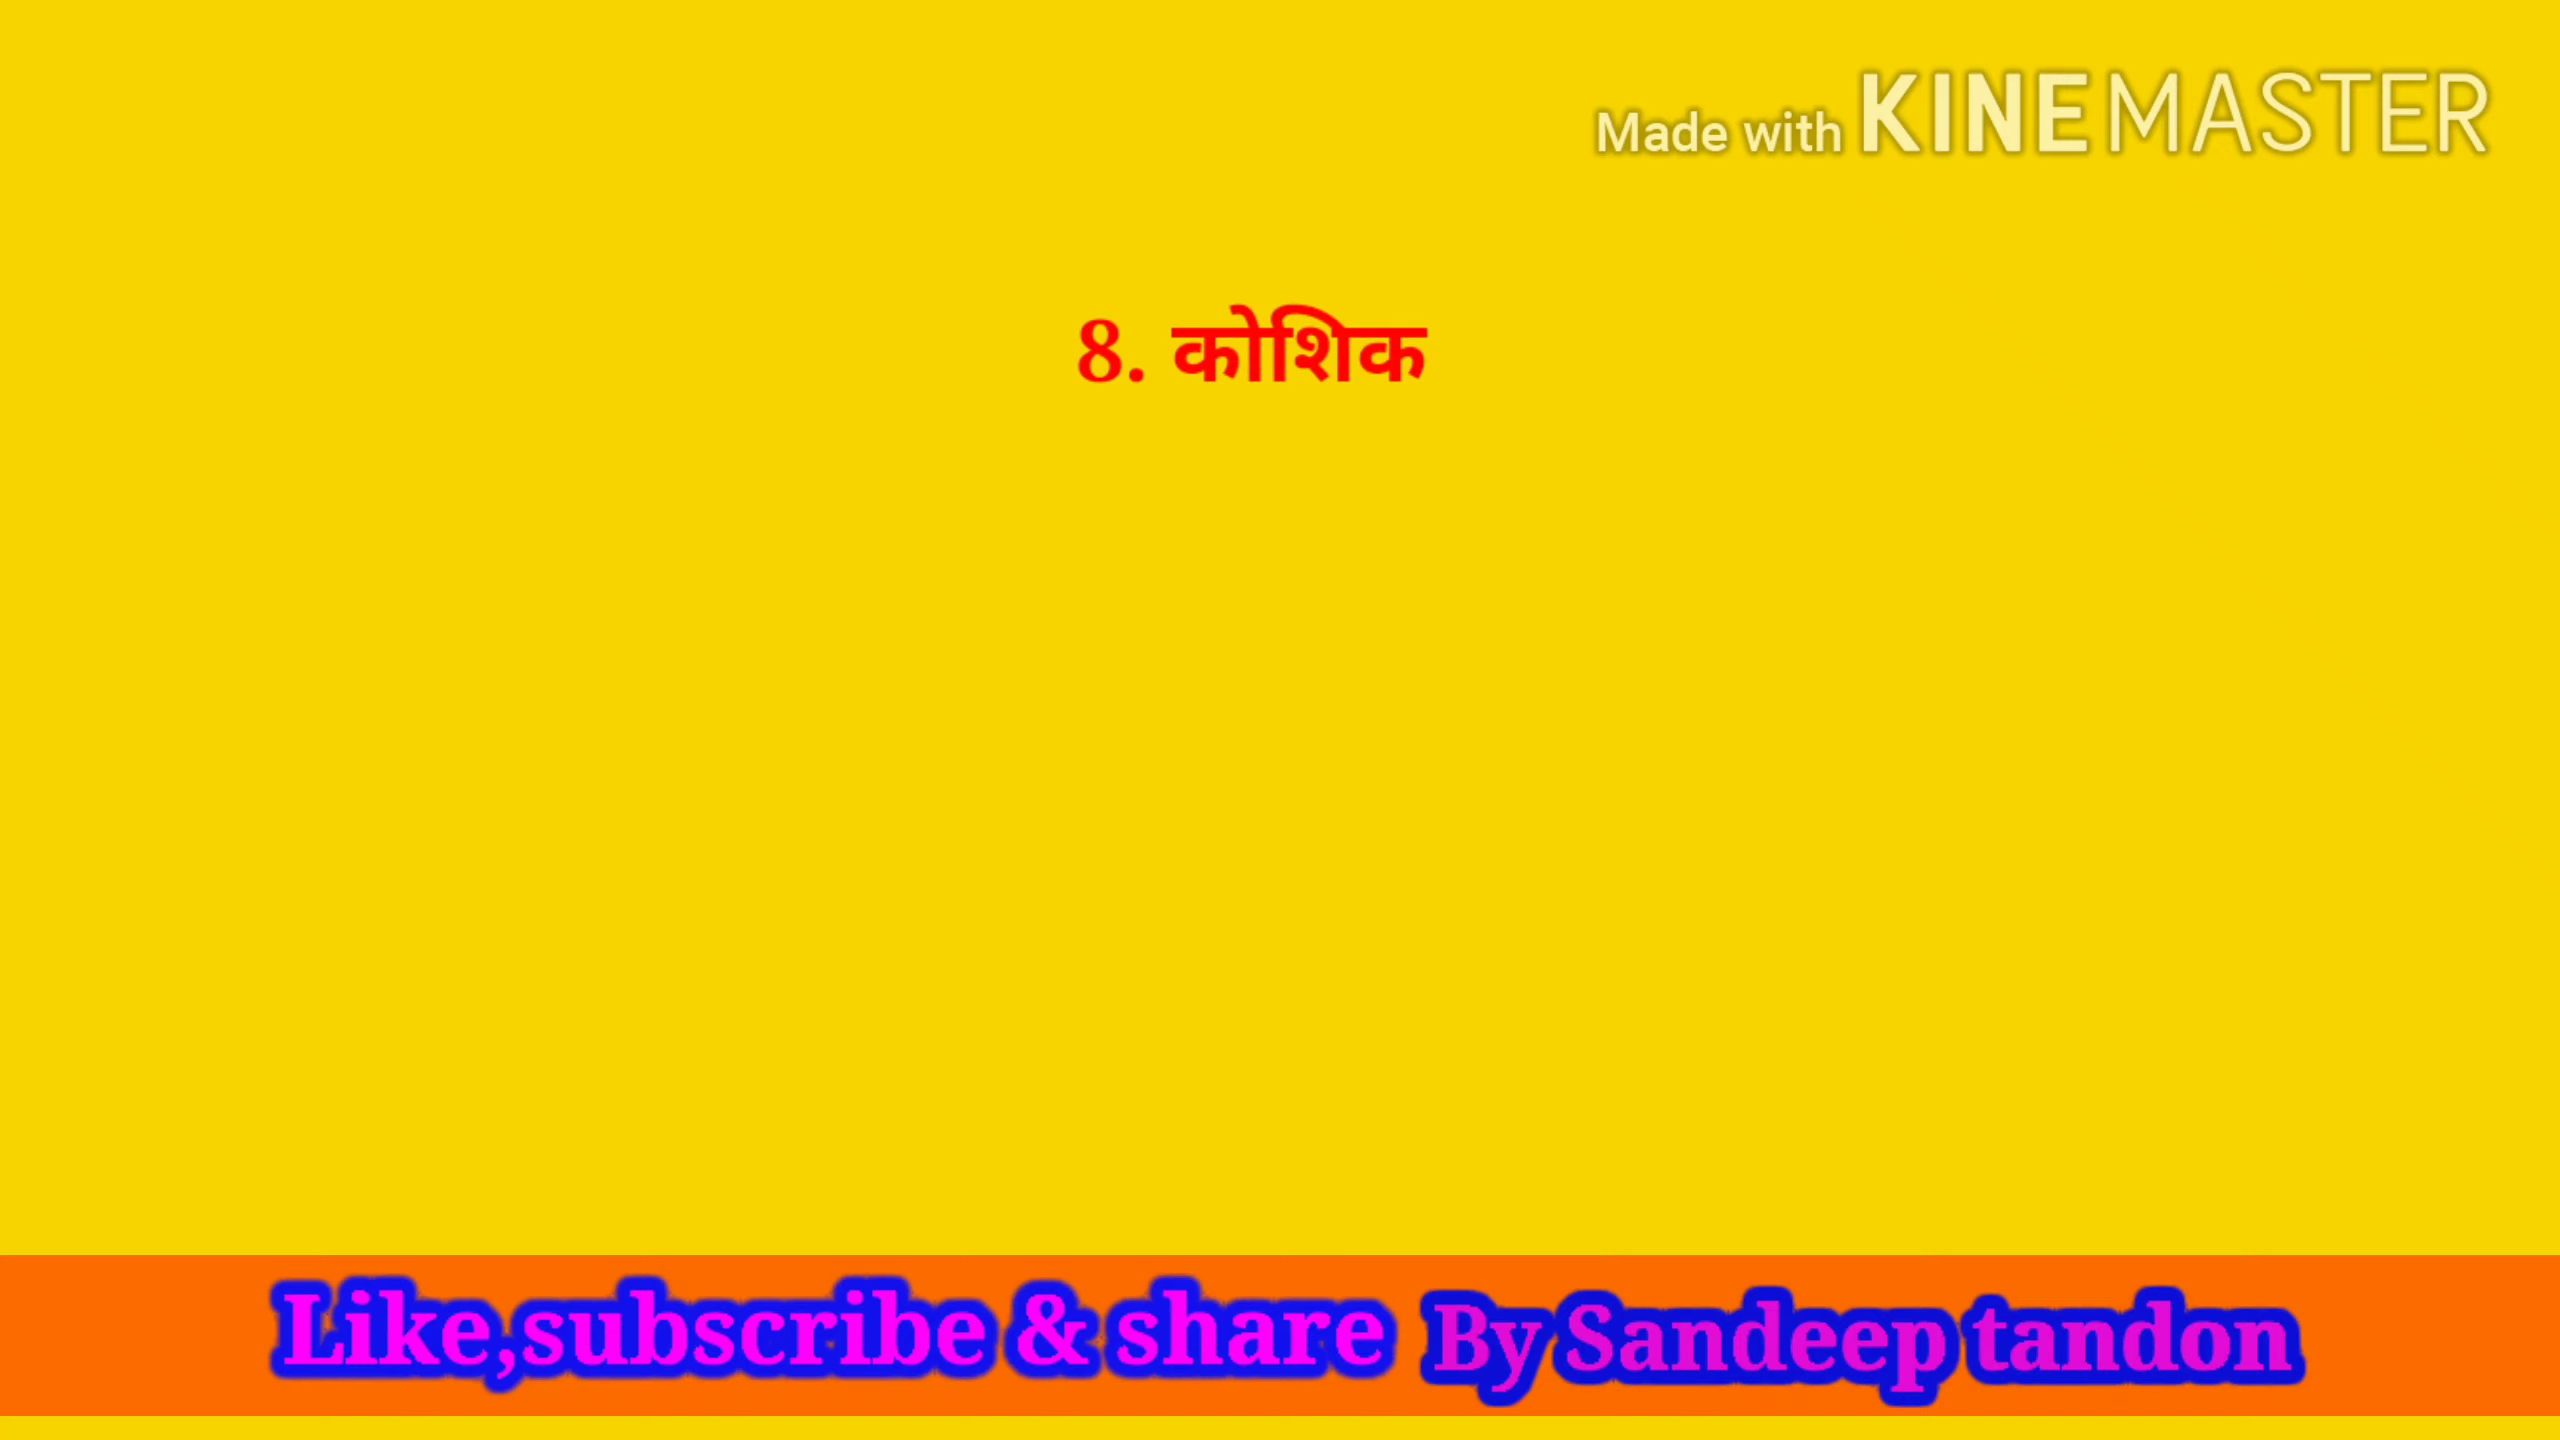 Made with KINEMASTER
8. कोशिक
Like,subscribe & share By Sandeep tandon